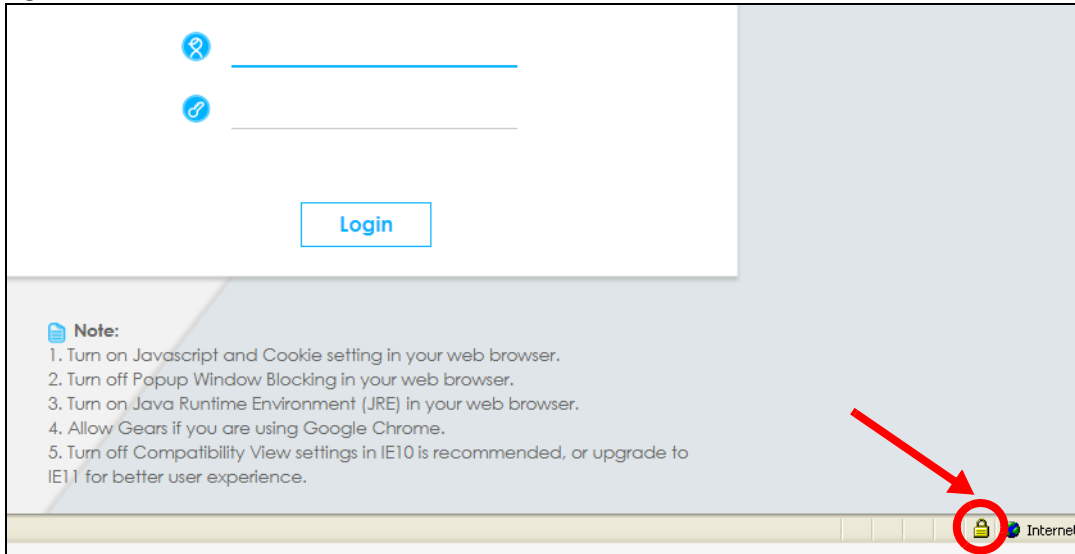 Login
Note:
1. Turn on Javascript and Cookie setting in your web browser.
2. Turn off Popup Window Blocking in your web browser.
3. Turn on Java Runtime Environment (JRE) in your web browser.
4. Allow Gears if you are using Google Chrome.
5. Turn off Compatibility View settings in IE10 is recommended, or upgrade to
IE11 for better user experience.
Internet